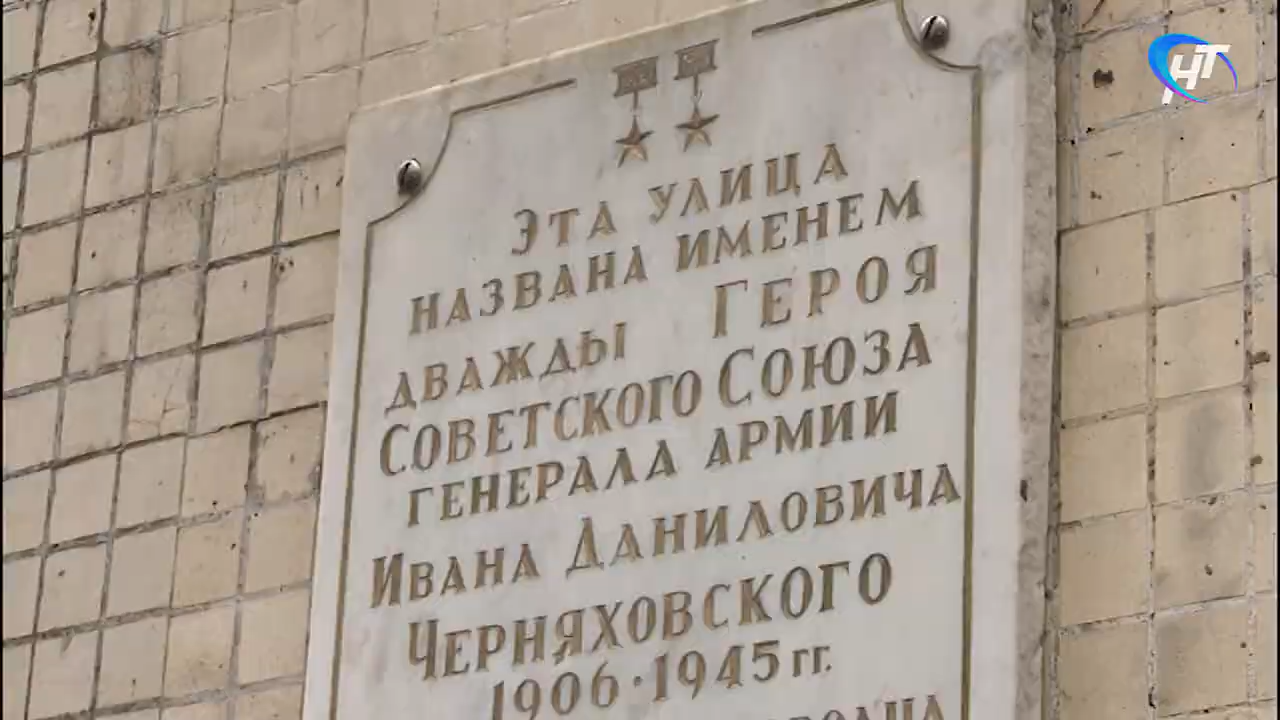 НТ
Эта улица
названа именем
дважды Героя
Советского Союза
генерала армии
Ивана Даниловича
Черняховского
1906·1945 гг.